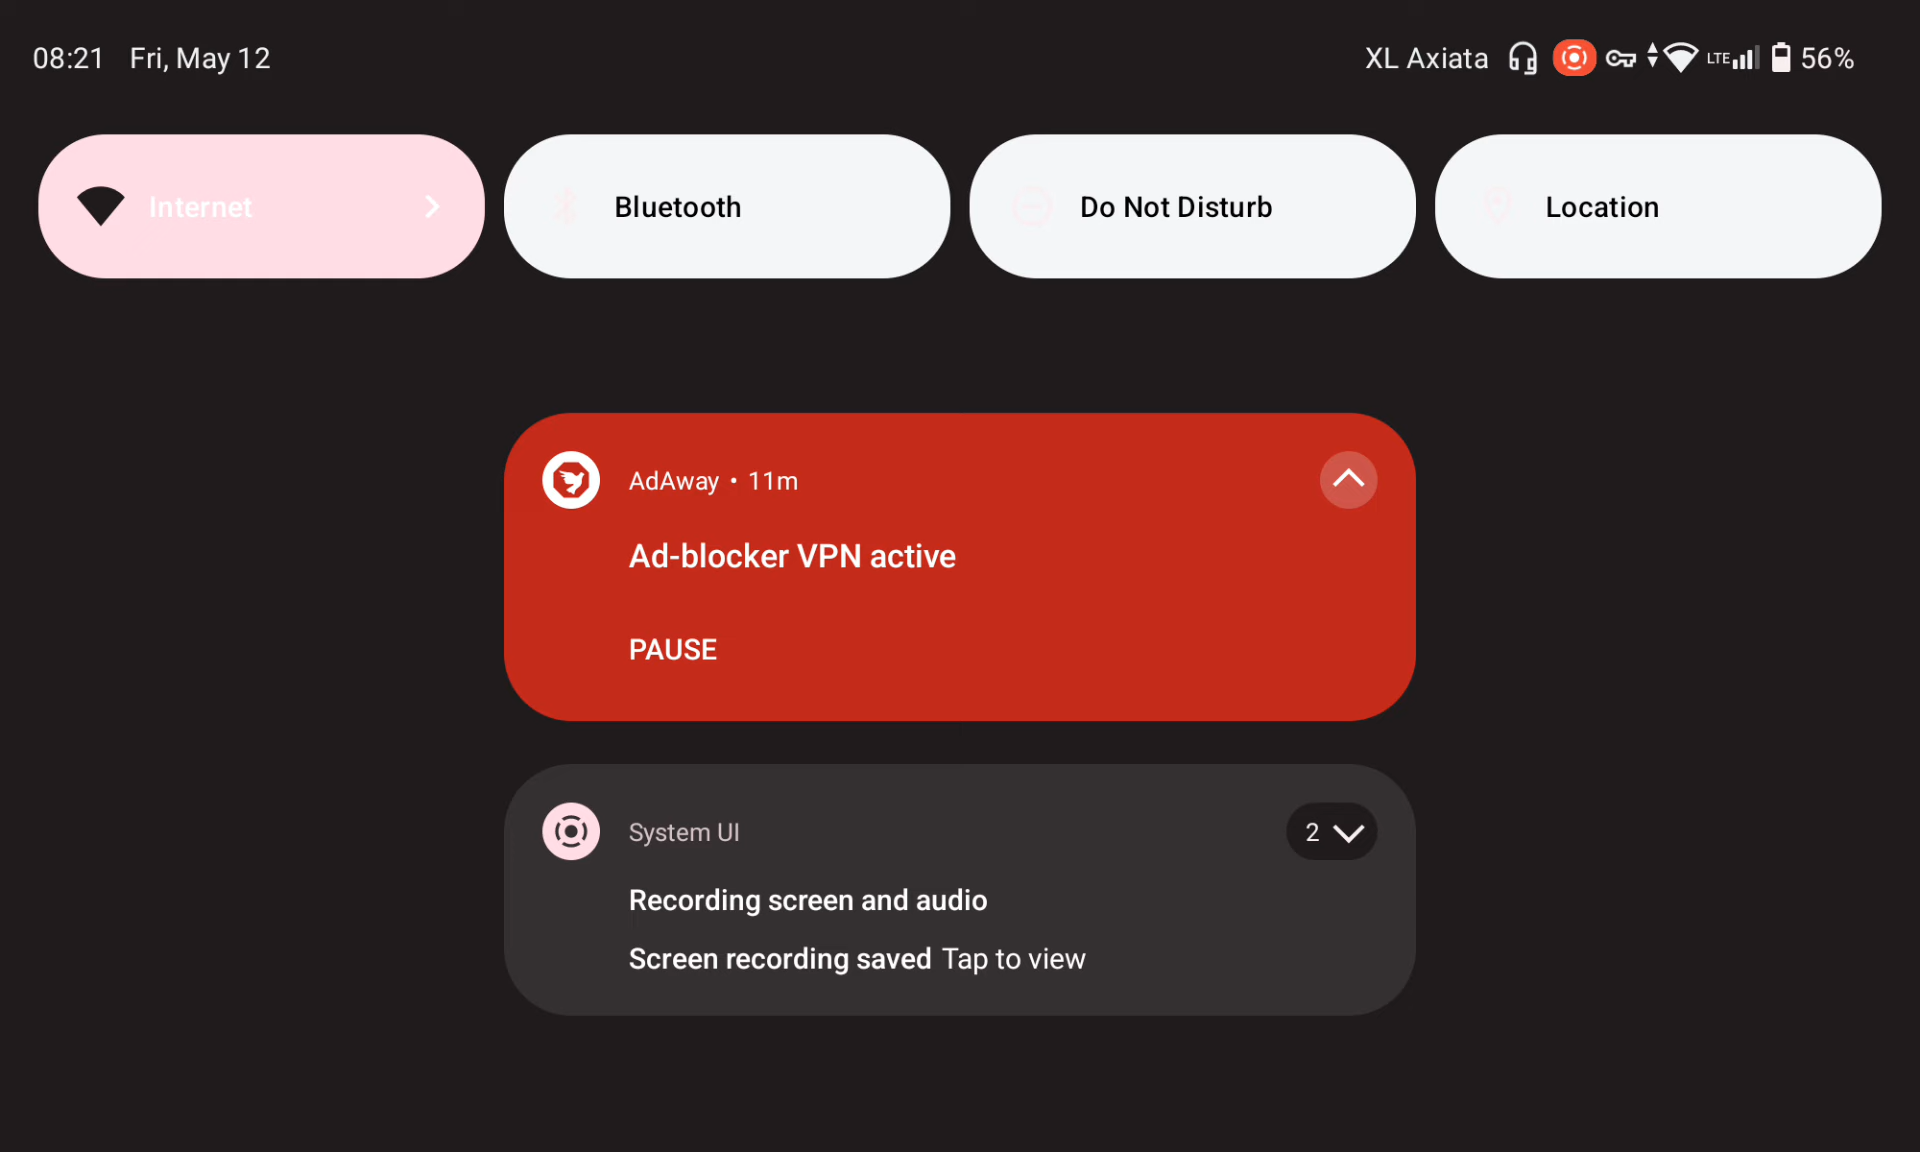 08:21 Fri, May 12
XL Axiata LTE 56%
Internet
Bluetooth
Do Not Disturb
Location
AdAway • 11m
Ad-blocker VPN active
PAUSE
System UI
2
Recording screen and audio
Screen recording saved Tap to view